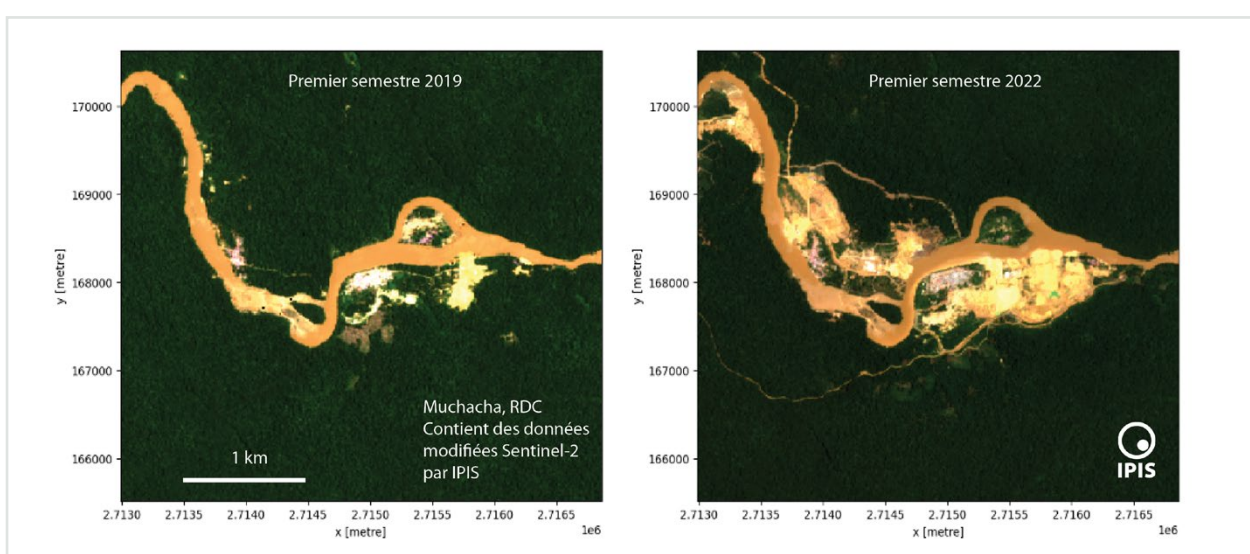 Premier semestre 2019
170000
169000
168000
167000
166000
y [metre]
Muchacha, RDC
Contient des données
modifiées Sentinel-2
par IPIS
1 km
2.7130 2.7135 2.7140 2.7145 2.7150 2.7155 2.7160 2.7165
1e6
x [metre]
Premier semestre 2022
170000
169000
168000
167000
166000
y [metre]
IPIS
2.7130 2.7135 2.7140 2.7145 2.7150 2.7155 2.7160 2.7165
1e6
x [metre]